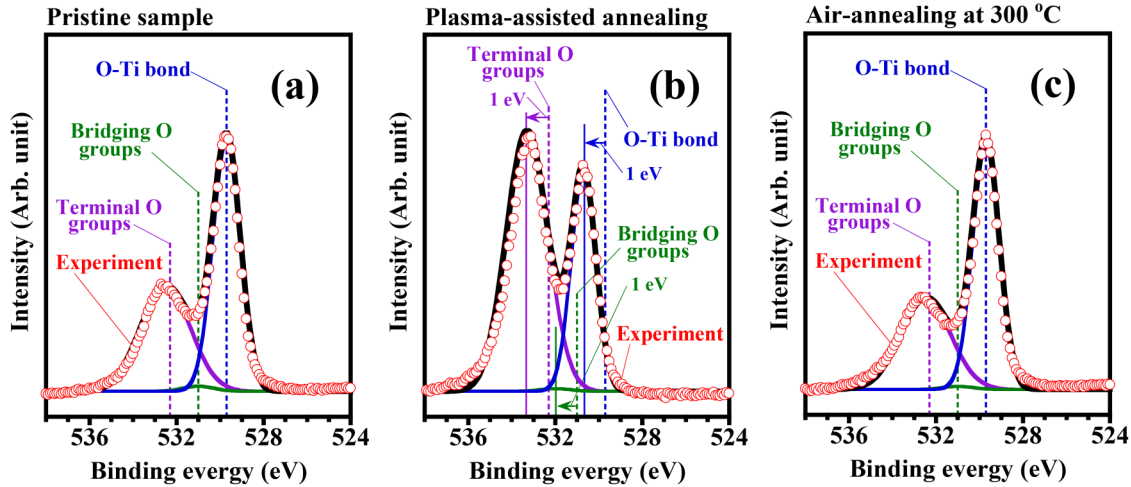 Pristine sample
(a)
O-Ti bond
Bridging O
groups
Terminal O
groups
Experiment
Intensity (Arb. unit)
536
532
528
524
Binding evergy (eV)
Plasma-assisted annealing
(b)
Terminal O
groups
1 eV
O-Ti bond
1 eV
Bridging O
groups
1 eV
Experiment
Intensity (Arb. unit)
536
532
528
524
Binding evergy (eV)
Air-annealing at 300 °C
(c)
O-Ti bond
Bridging O
groups
Terminal O
groups
Experiment
Intensity (Arb. unit)
536
532
528
524
Binding evergy (eV)